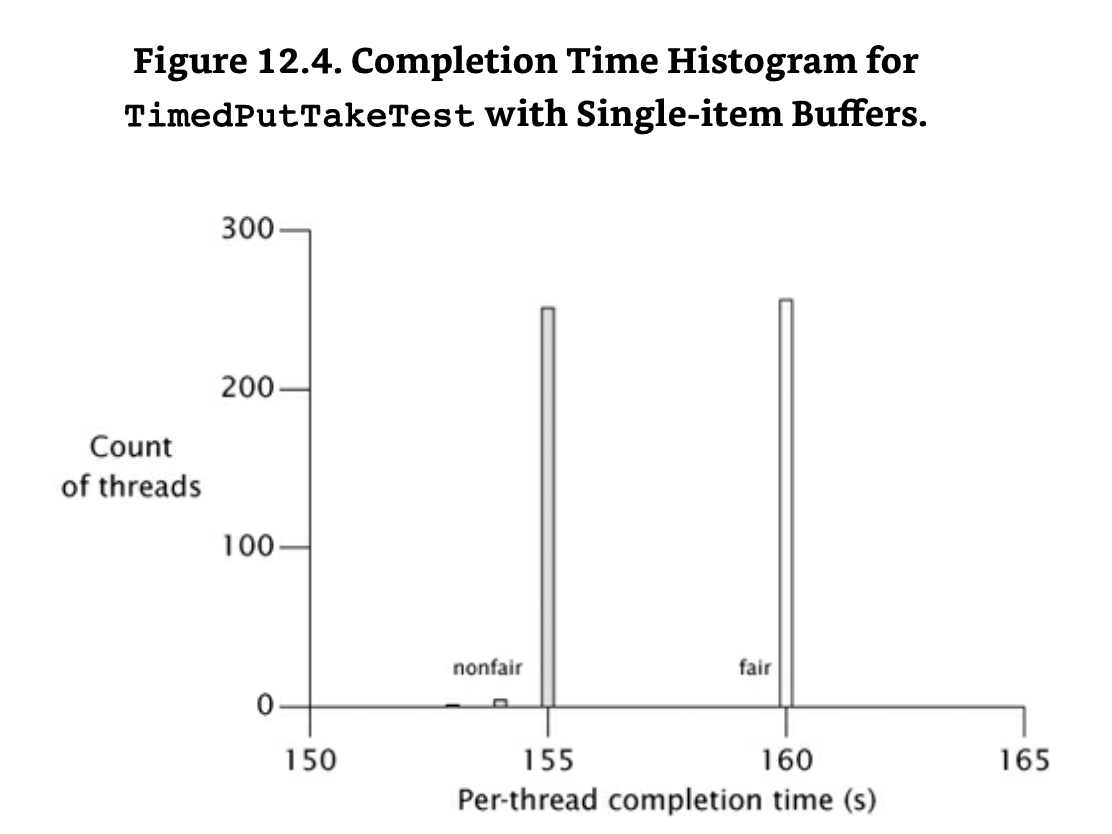 Figure 12.4. Completion Time Histogram for
TimedPutTakeTest with Single-item Buffers.
300
200
Count
of threads
100
nonfair
fair
0
150
155
160
165
Per-thread completion time (s)